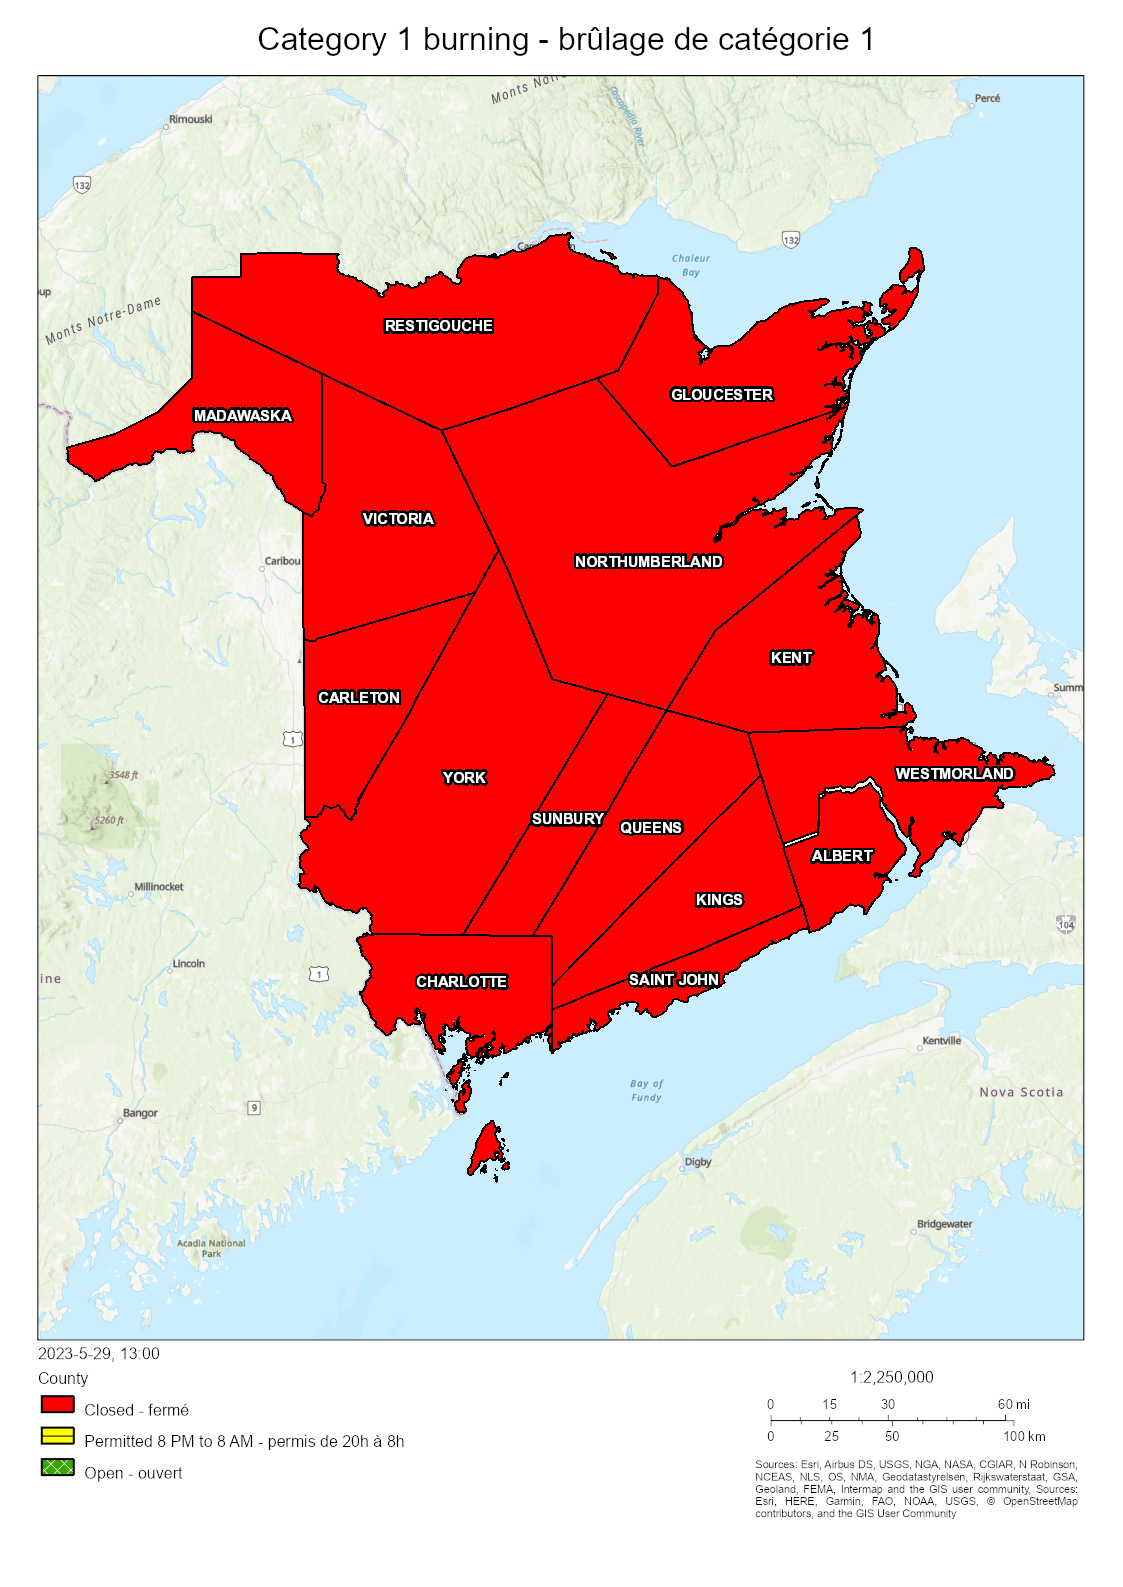 Category 1 burning - brûlage de catégorie 1
Monts Notre
Cascapedia River
Percé
Rimouski
132
132
Chaleur
Bay
oup
Monts Notre-Dame
RESTIGOUCHE
GLOUCESTER
MADAWASKA
VICTORIA
NORTHUMBERLAND
Caribou
KENT
CARLETON
Summ
1
3548 ft
YORK
WESTMORLAND
5260 ft
SUNBURY
QUEENS
ALBERT
Millinocket
KINGS
104
Lincoln
1
ine
CHARLOTTE
SAINT JOHN
Kentville
Bay of
Fundy
Nova Scotia
9
Bangor
Digby
Bridgewater
Acadia National
Park
2023-5-29, 13:00
County
Closed - fermé
Permitted 8 PM to 8 AM - permis de 20h à 8h
Open - ouvert
1:2,250,000
0 15 30 60 mi
0 25 50 100 km
Sources: Esri, Airbus DS, USGS, NGA, NASA, CGIAR, N Robinson,
NCEAS, NLS, OS, NMA, Geodatastyrelsen, Rijkswaterstaat, GSA,
Geoland, FEMA, Intermap and the GIS user community, Sources:
Esri, HERE, Garmin, FAO, NOAA, USGS, © OpenStreetMap
contributors, and the GIS User Community